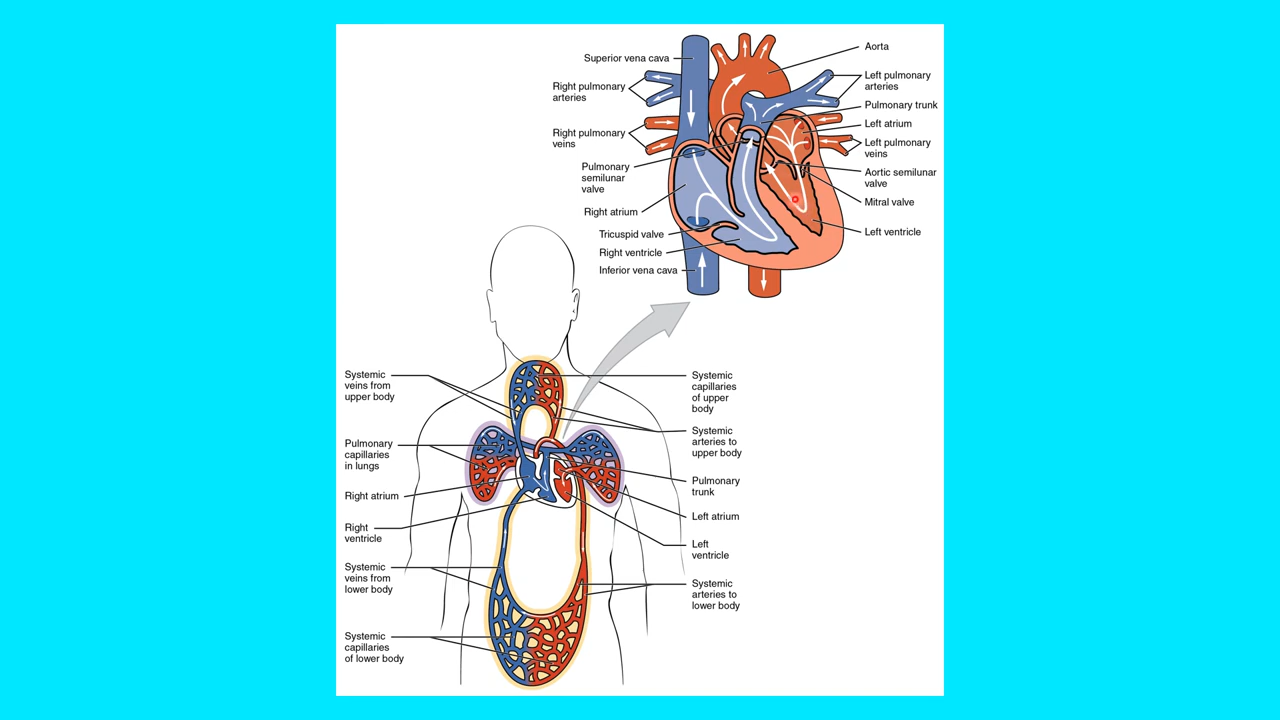 Superior vena cava
Right pulmonary
arteries
Right pulmonary
veins
Pulmonary
semilunar
valve
Right atrium
Tricuspid valve
Right ventricle
Inferior vena cava
Aorta
Left pulmonary
arteries
Pulmonary trunk
Left atrium
Left pulmonary
veins
Aortic semilunar
valve
Mitral valve
Left ventricle
Systemic
veins from
upper body
Pulmonary
capillaries
in lungs
Right atrium
Right
ventricle
Systemic
veins from
lower body
Systemic
capillaries
of lower body
Systemic
capillaries
of upper
body
Systemic
arteries to
upper body
Pulmonary
trunk
Left atrium
Left
ventricle
Systemic
arteries to
lower body